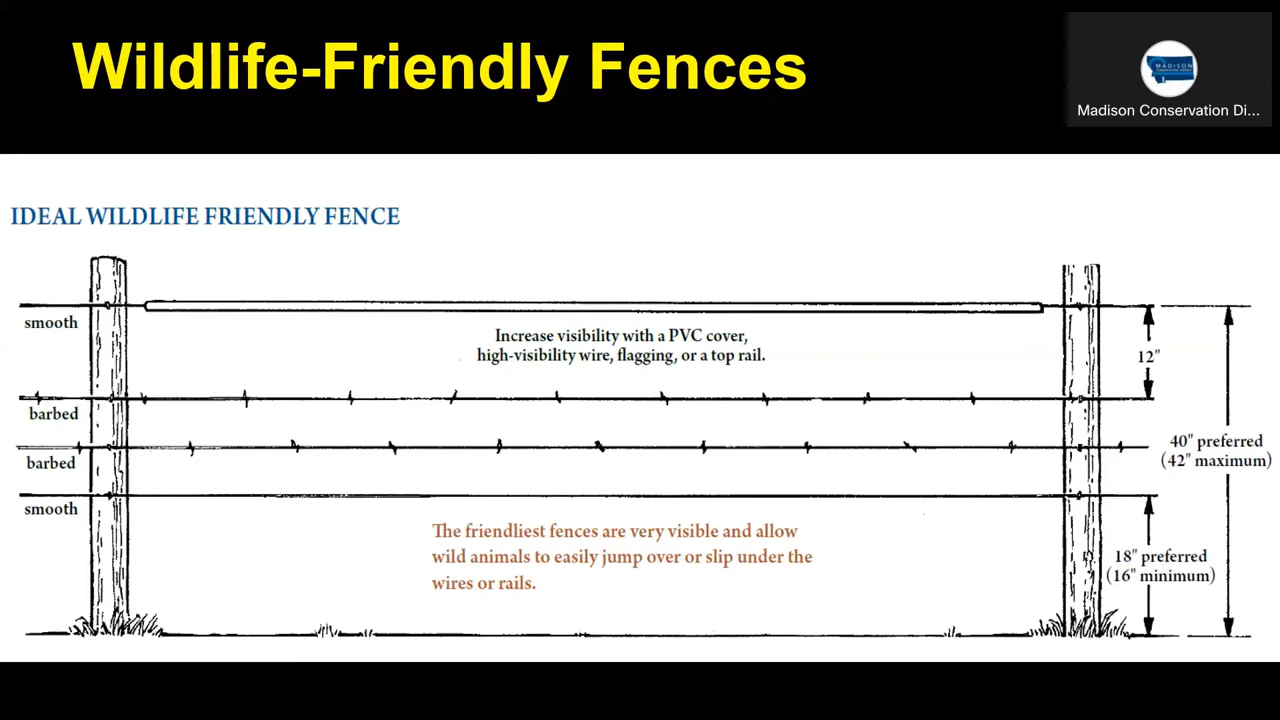 Wildlife-Friendly Fences
MADISON
Madison Conservation Di...
IDEAL WILDLIFE FRIENDLY FENCE
smooth
Increase visibility with a PVC cover,
high-visibility wire, flagging, or a top rail.
12"
barbed
40" preferred
(42" maximum)
barbed
smooth
The friendliest fences are very visible and allow
wild animals to easily jump over or slip under the
wires or rails.
18" preferred
(16" minimum)